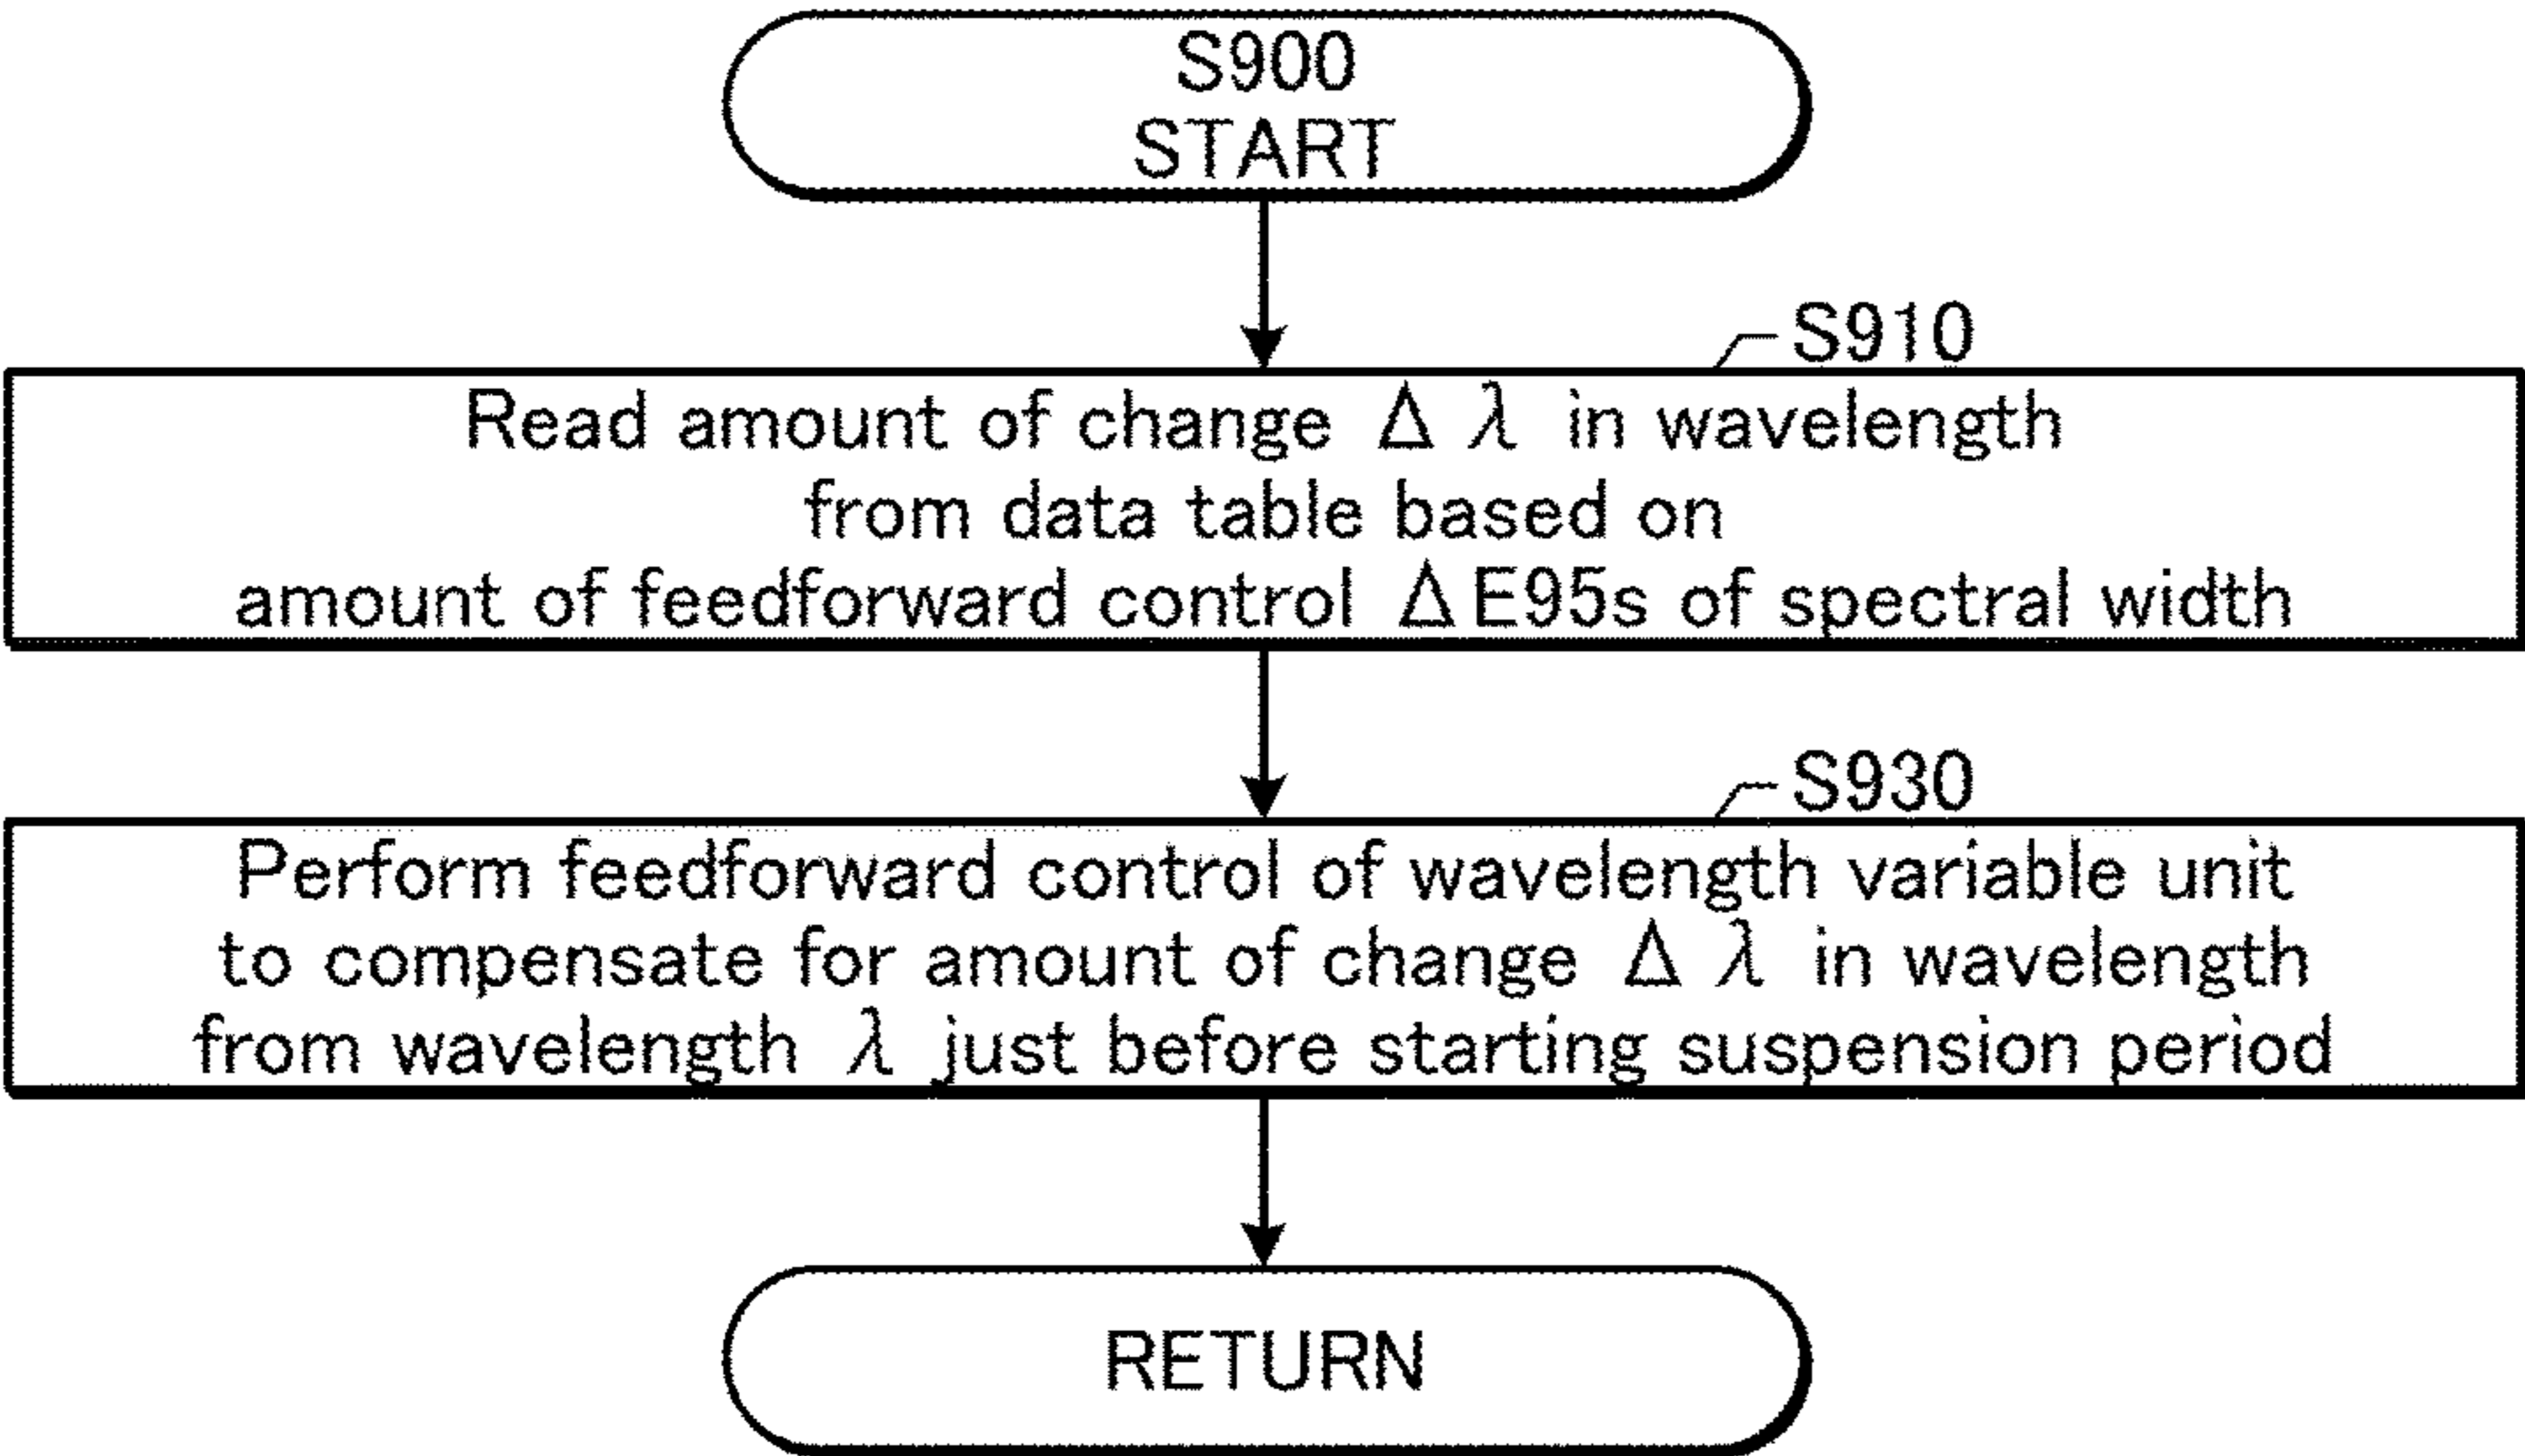 S900
START
S910
Read amount of change Δ λ in wavelength
from data table based on
amount of feedforward control ΔE95s of spectral width
S930
Perform feedforward control of wavelength variable unit
to compensate for amount of change Δ λ in wavelength
from wavelength λ just before starting suspension period
RETURN